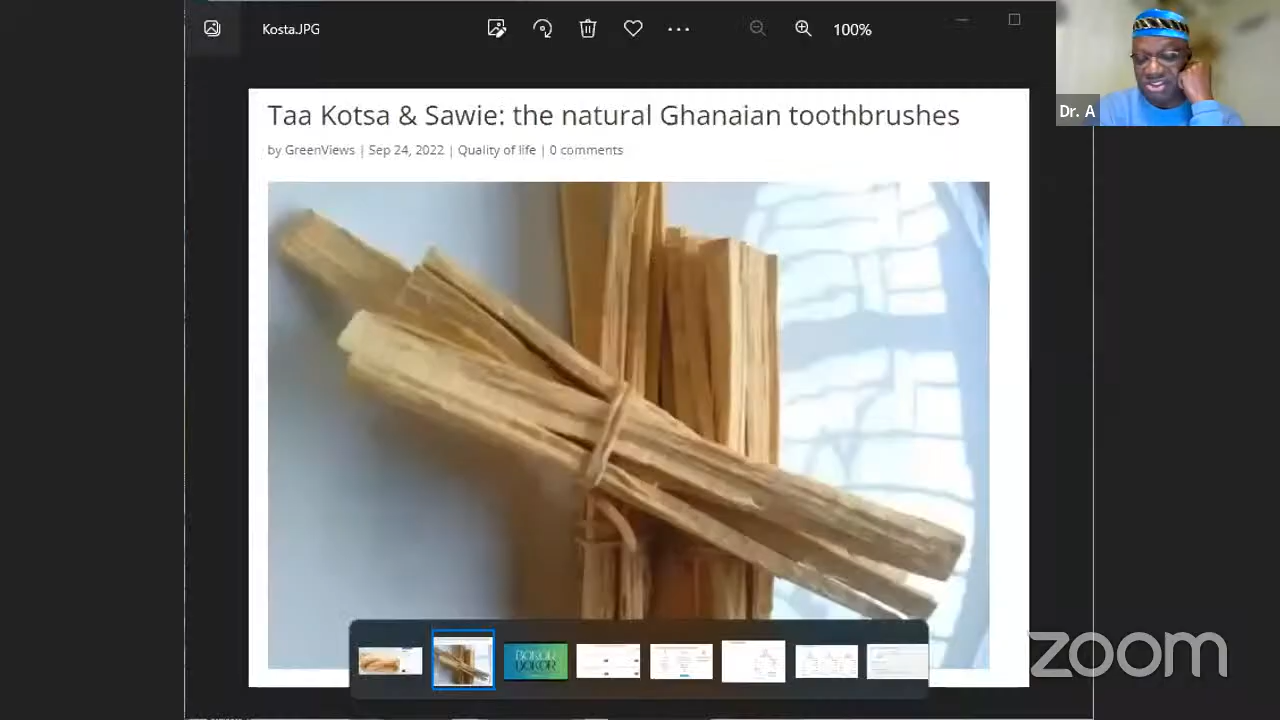 Kosta.JPG
100%
Dr. A
Taa Kotsa & Sawie: the natural Ghanaian toothbrushes
by GreenViews | Sep 24, 2022 | Quality of life | 0 comments
zoom